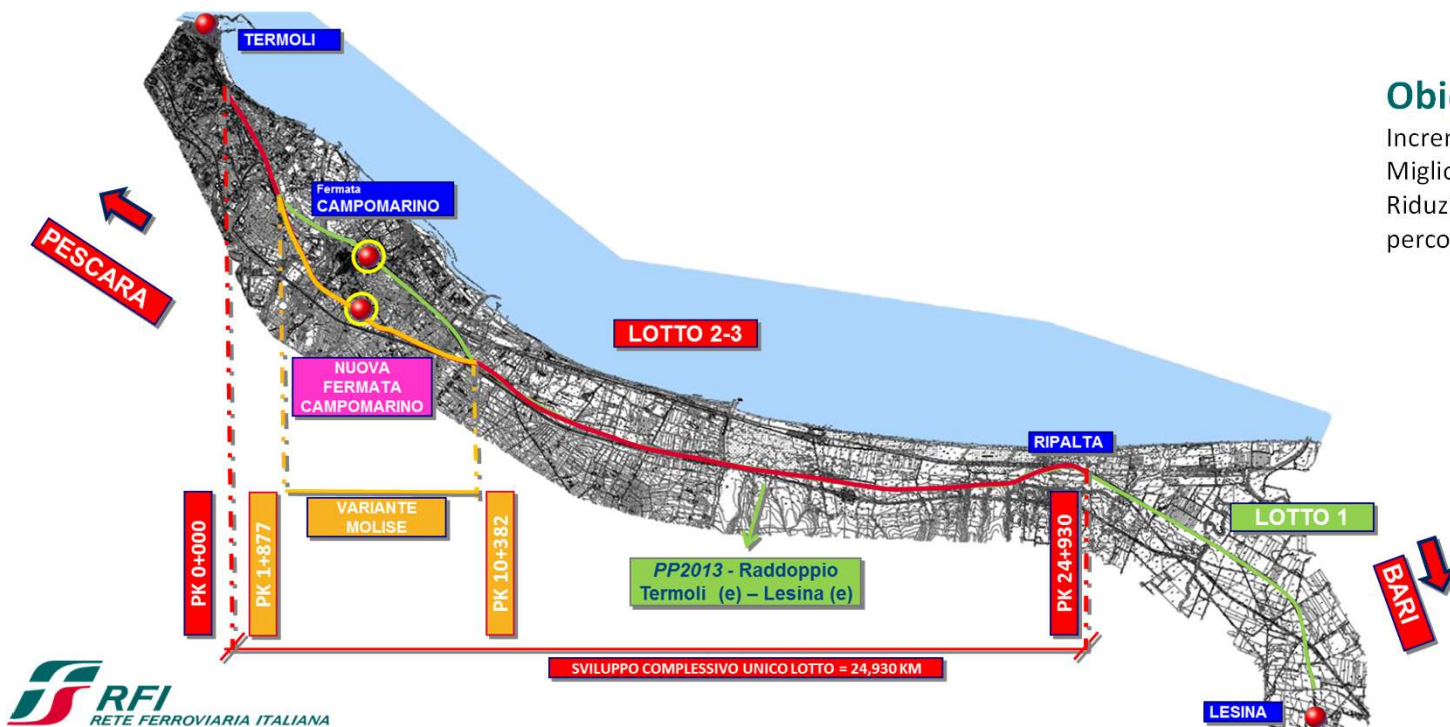 TERMOLI
Fermata
CAMPOMARINO
PESCARA
LOTTO 2-3
NUOVA
FERMATA
CAMPOMARINO
RIPALTA
LOTTO 1
VARIANTE
MOLISE
PK 0+000
PK 1+877
PK 10+382
PP2013 - Raddoppio
Termoli (e) – Lesina (e)
PK 24+930
BARI
SVILUPPO COMPLESSIVO UNICO LOTTO = 24,930 KM
LESINA
RFI
RETE FERROVIARIA ITALIANA
perco